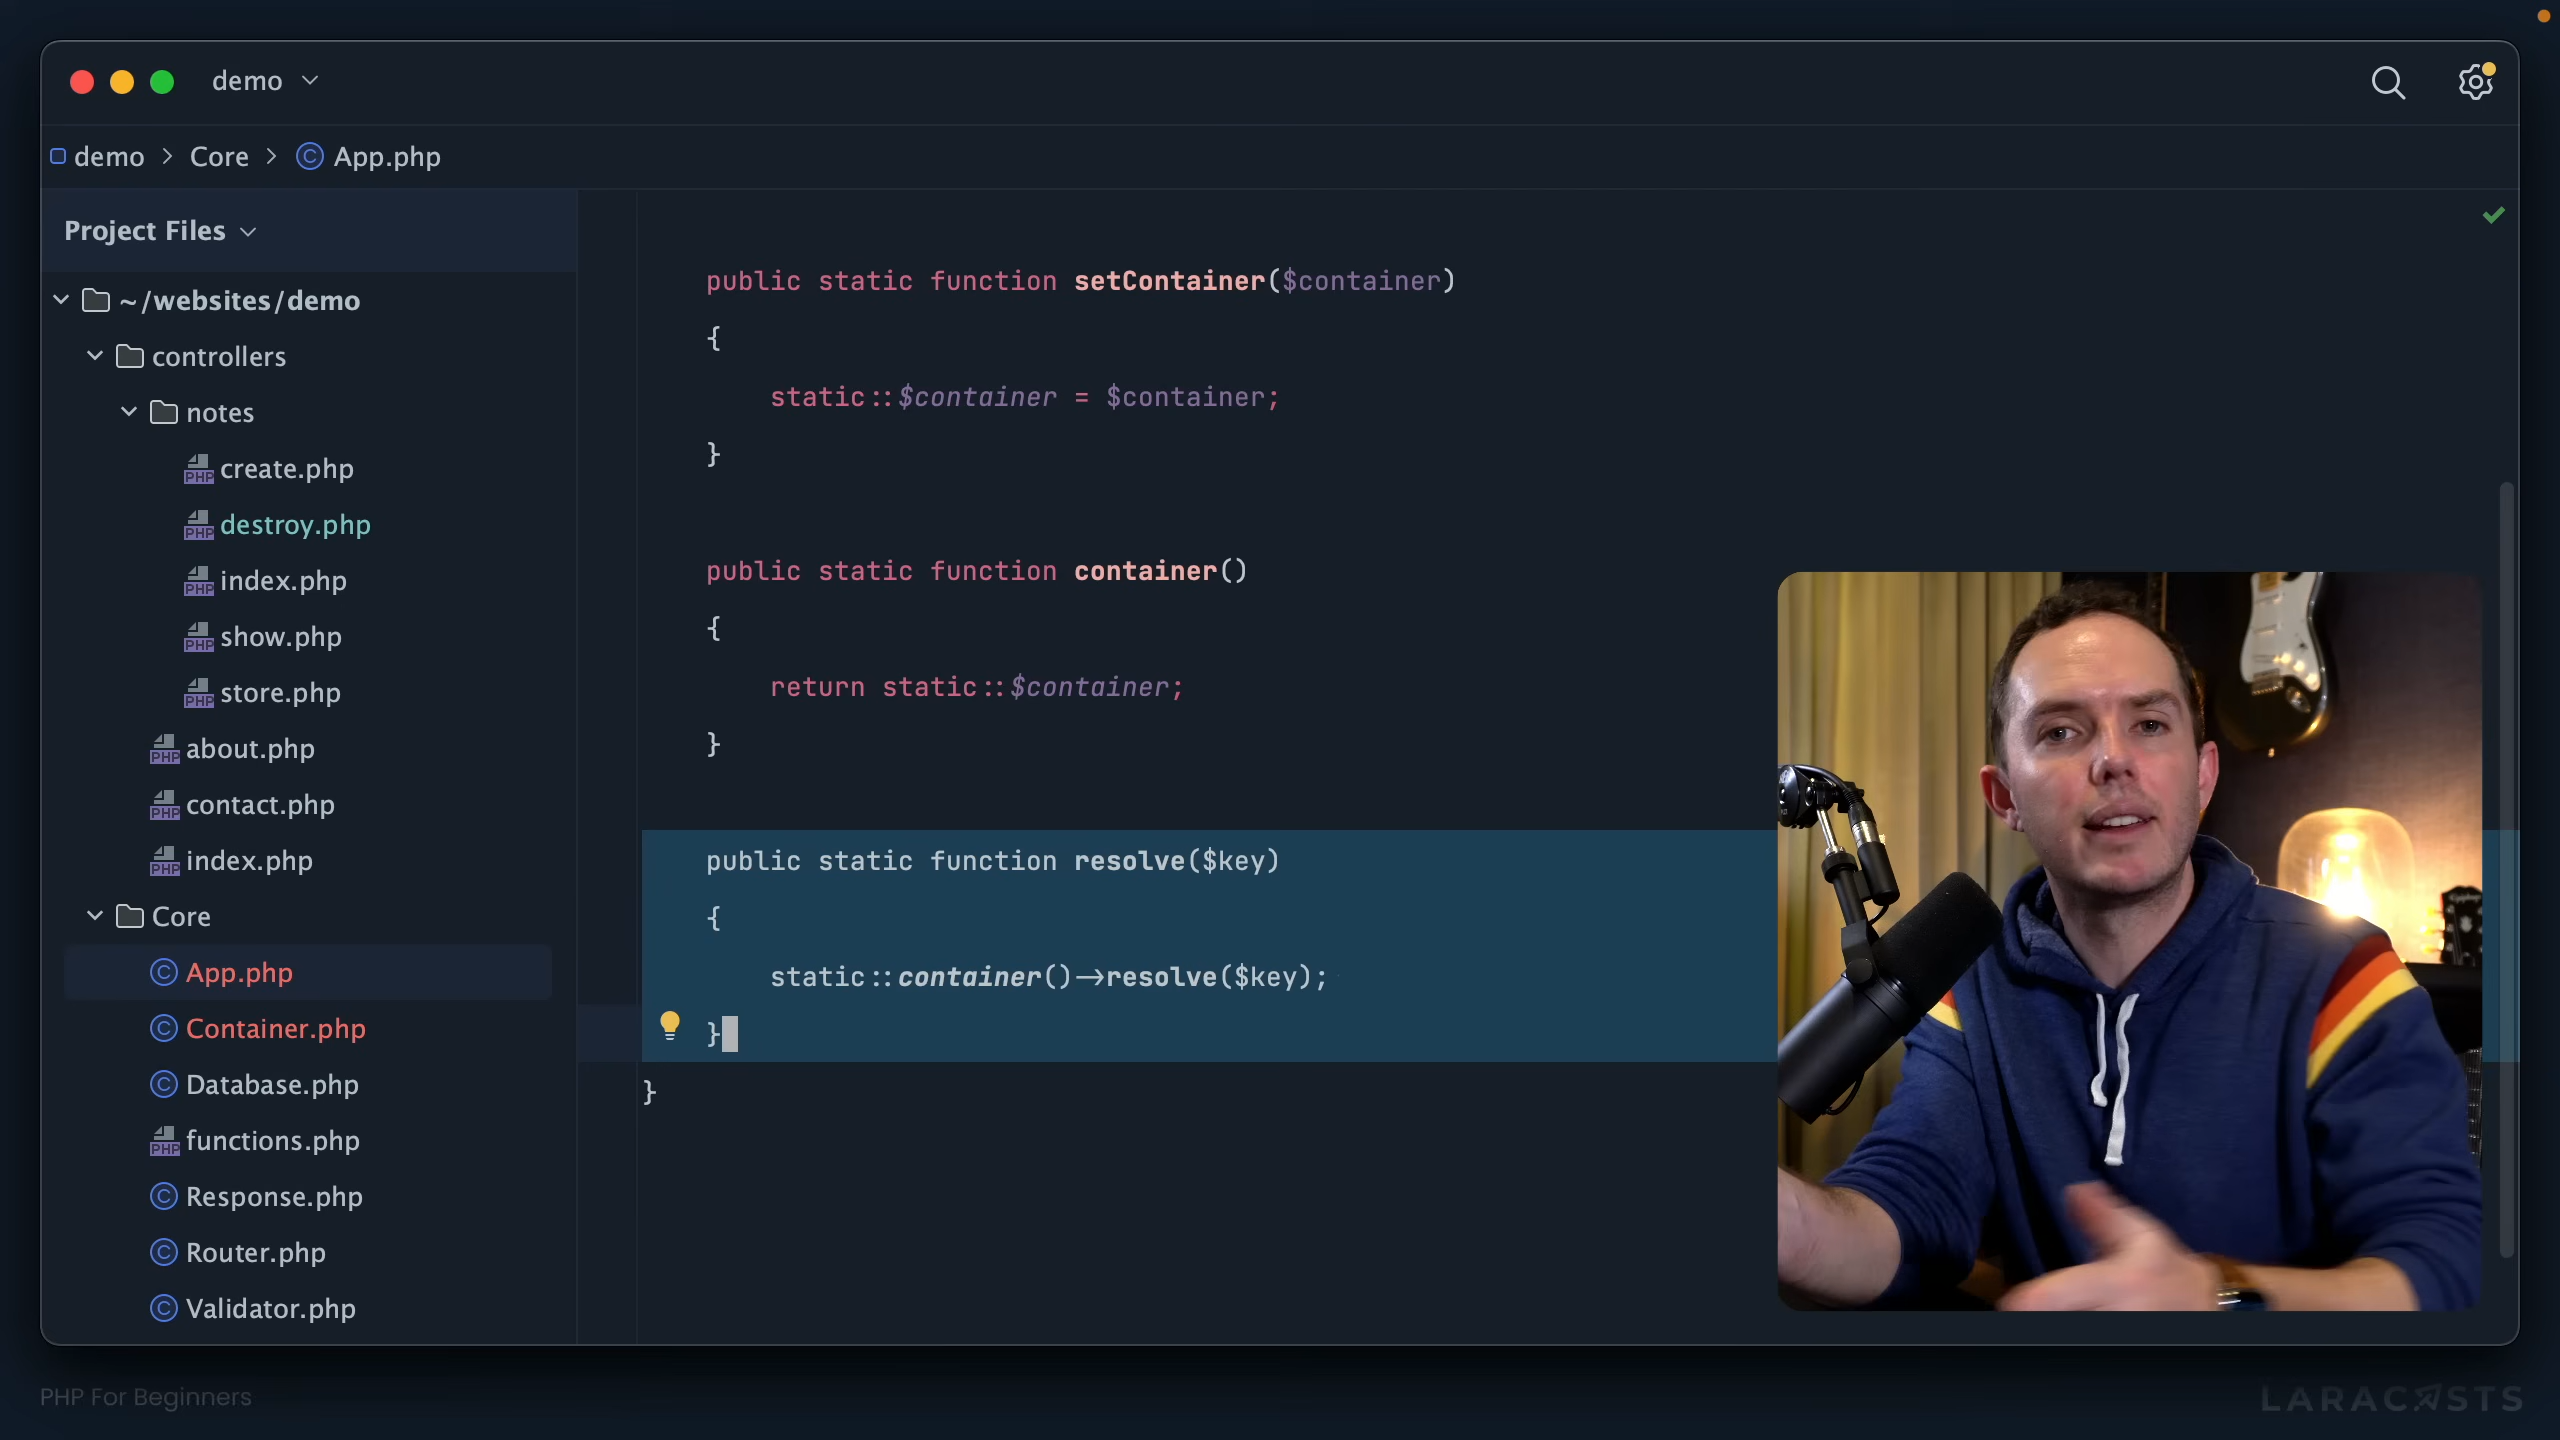 demo
demo > Core > App.php
Project Files
~/websites/demo
controllers
notes
create.php
destroy.php
index.php
show.php
store.php
about.php
contact.php
index.php
Core
App.php
Container.php
Database.php
functions.php
Response.php
Router.php
Validator.php
public static function setContainer($container)
{
static::$container = $container;
}
public static function container()
{
return static::$container;
}
public static function resolve($key)
{
static::container()->resolve($key);
}
}
PHP For Beginners
LARACASTS